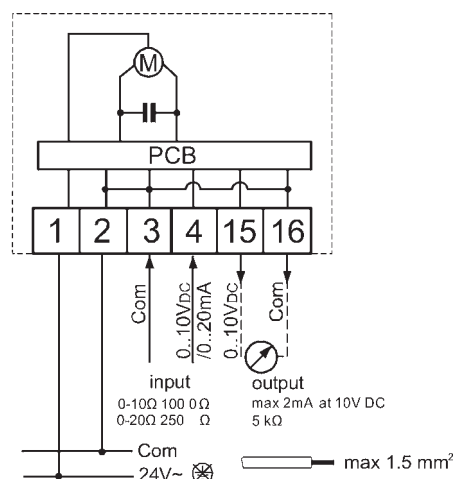 M
PCB
1 2 3 4 15 16
Com
0..10VDC
/0..20mA
0..10VDC
Com
input
0-10Ω 100 0Ω
0-20Ω 250 Ω
output
max 2mA at 10V DC
5 kΩ
Com
24V~
max 1.5 mm²